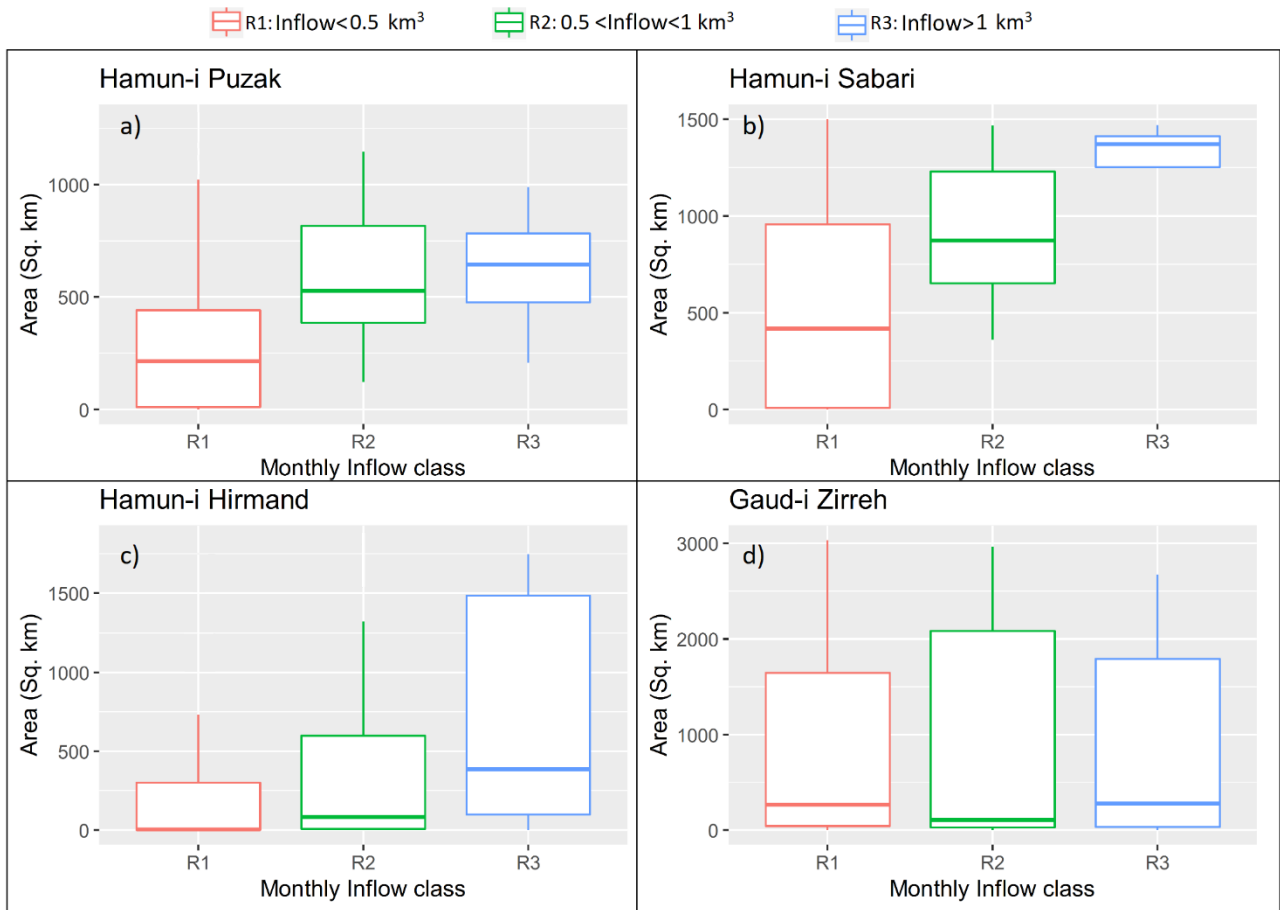 R1: Inflow<0.5 km³
R2: 0.5 <Inflow<1 km³
R3: Inflow>1 km³
Hamun-i Puzak
a)
Area (Sq. km)
1000
500
0
R1 R2 R3
Monthly Inflow class
Hamun-i Sabari
b)
Area (Sq. km)
1500
1000
500
0
R1 R2 R3
Monthly Inflow class
Hamun-i Hirmand
c)
Area (Sq. km)
1500
1000
500
0
R1 R2 R3
Monthly Inflow class
Gaud-i Zirreh
d)
Area (Sq. km)
3000
2000
1000
0
R1 R2 R3
Monthly Inflow class